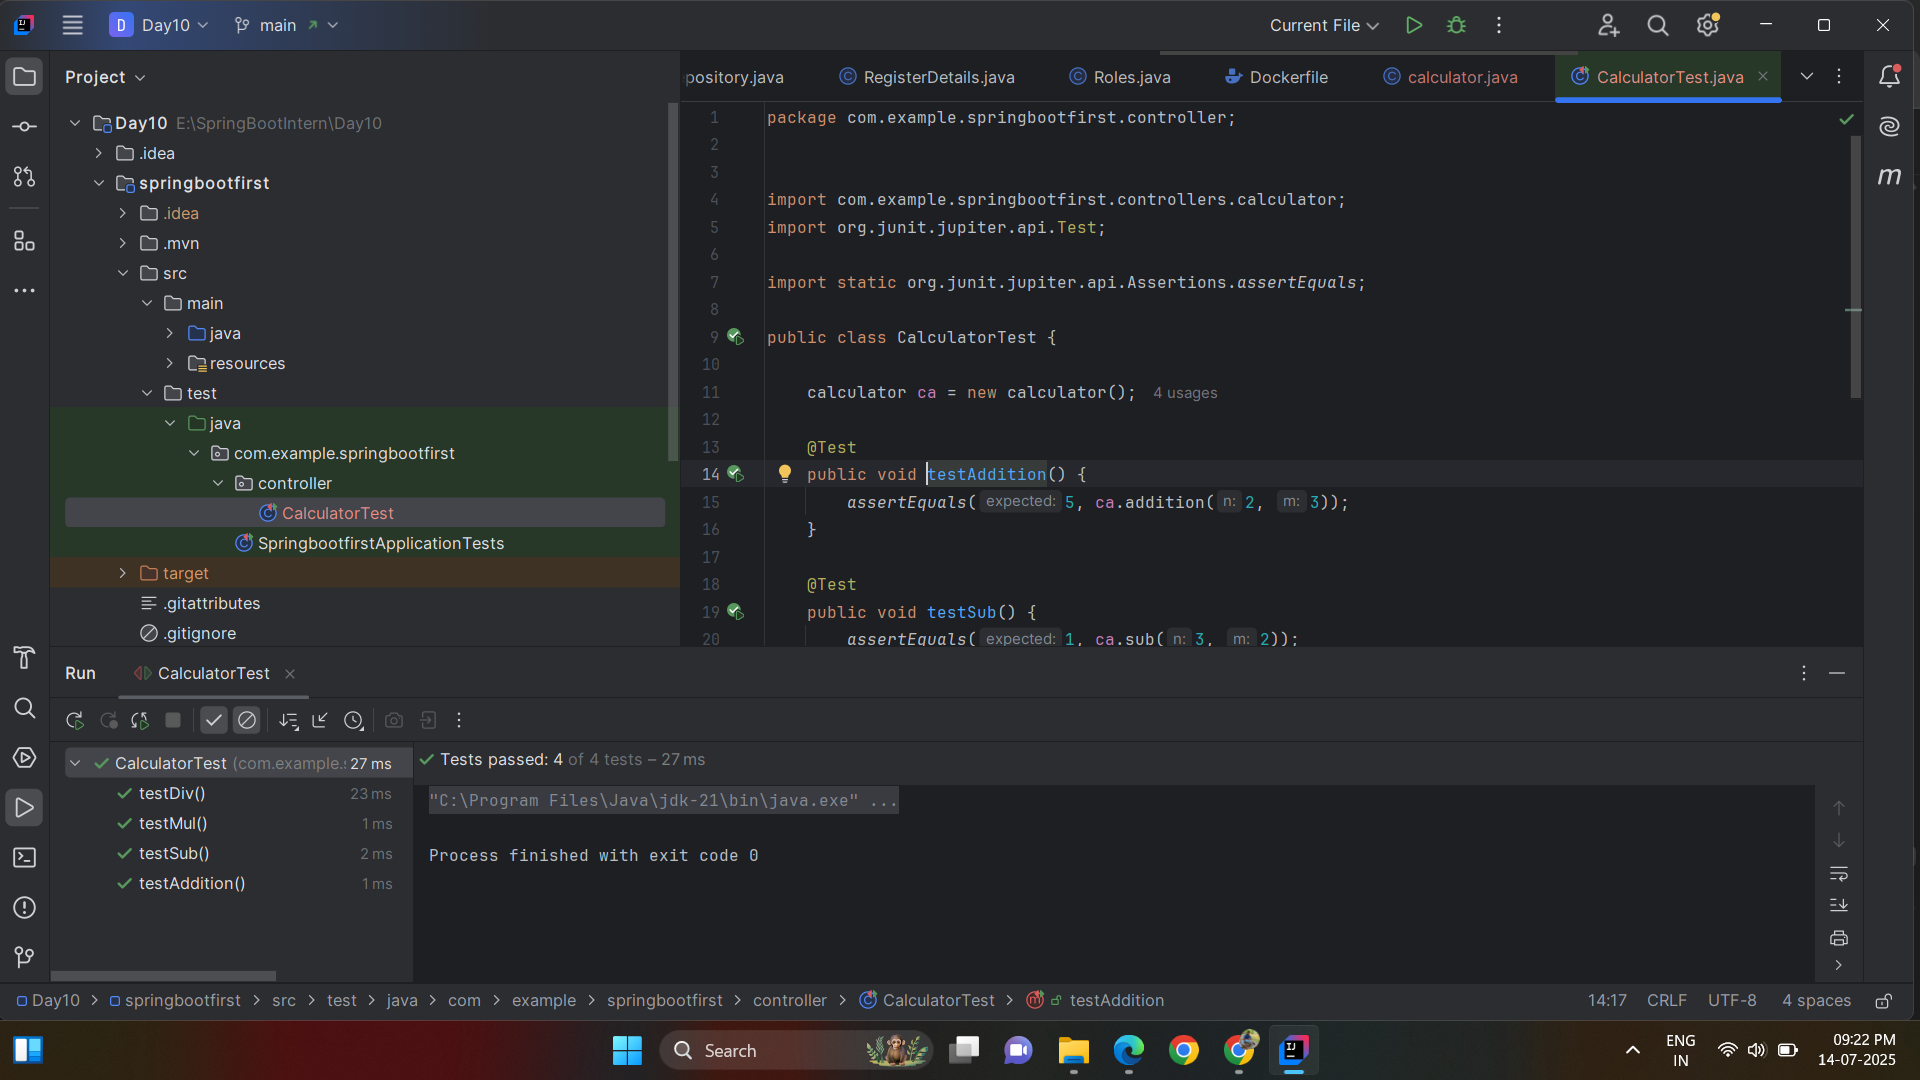 D Day10 main Current File
Project
pository.java RegisterDetails.java Roles.java Dockerfile calculator.java CalculatorTest.java
Day10 E:\SpringBootIntern\Day10
.idea
springbootfirst
.idea
.mvn
src
main
java
resources
test
java
com.example.springbootfirst
controller
CalculatorTest
SpringbootfirstApplicationTests
target
.gitattributes
.gitignore
1 package com.example.springbootfirst.controller;
2
3
4 import com.example.springbootfirst.controllers.calculator;
5 import org.junit.jupiter.api.Test;
6
7 import static org.junit.jupiter.api.Assertions.assertEquals;
8
9 public class CalculatorTest {
10
11 calculator ca = new calculator(); 4 usages
12
13 @Test
14 public void testAddition() {
15 assertEquals( expected: 5, ca.addition( n: 2, m: 3));
16 }
17
18 @Test
19 public void testSub() {
20 assertEquals( expected: 1, ca.sub( n: 3, m: 2));
m
Run CalculatorTest
CalculatorTest (com.example.s 27 ms
testDiv() 23 ms
testMul() 1 ms
testSub() 2 ms
testAddition() 1 ms
Tests passed: 4 of 4 tests – 27 ms
"C:\Program Files\Java\jdk-21\bin\java.exe" ...
Process finished with exit code 0
Day10 > springbootfirst > src > test > java > com > example > springbootfirst > controller > CalculatorTest > testAddition 14:17 CRLF UTF-8 4 spaces
Search
ENG
IN
09:22 PM
14-07-2025